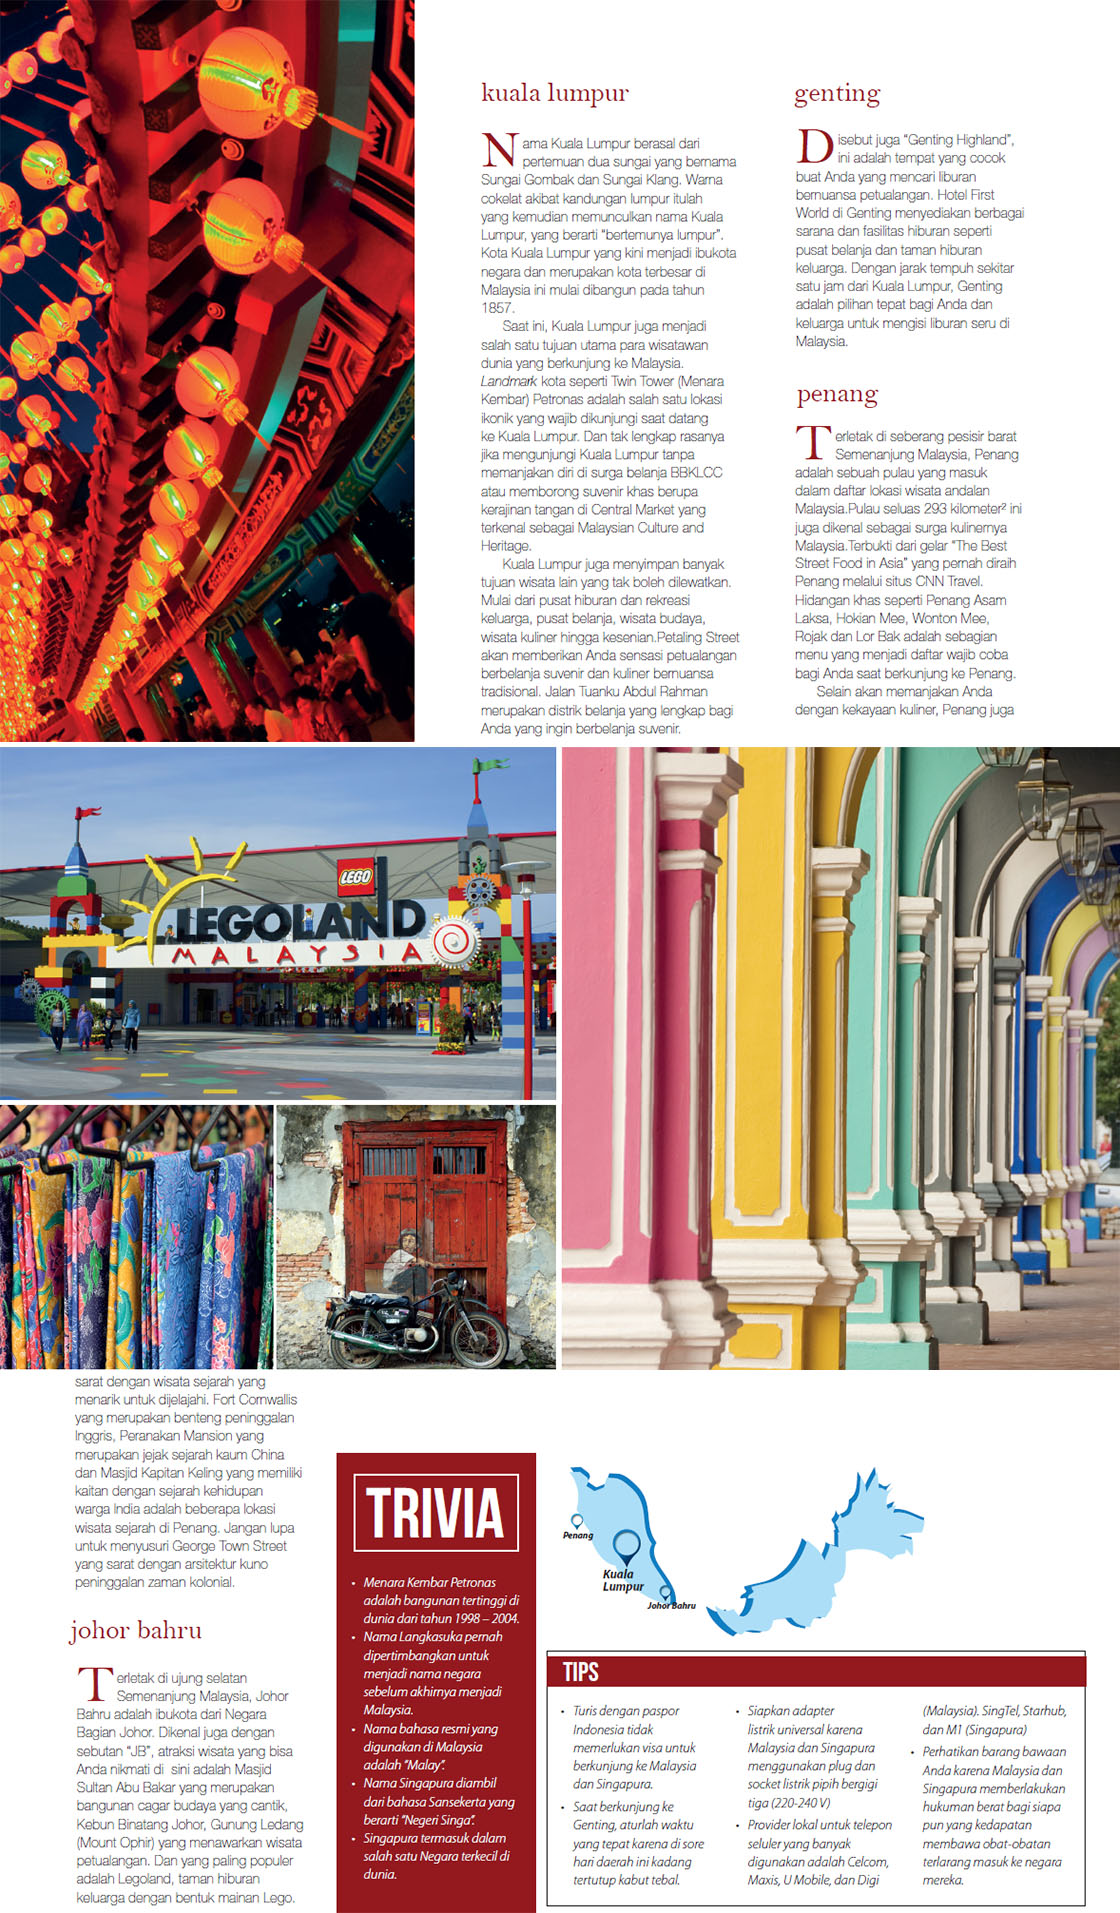 kuala lumpur
Nama Kuala Lumpur berasal dari
pertemuan dua sungai yang bernama
Sungai Gombak dan Sungai Klang. Warna
cokelat akibat kandungan lumpur itulah
yang kemudian memunculkan nama Kuala
Lumpur, yang berarti “bertemunya lumpur”.
Kota Kuala Lumpur yang kini menjadi ibukota
negara dan merupakan kota terbesar di
Malaysia ini mulai dibangun pada tahun
1857.
Saat ini, Kuala Lumpur juga menjadi
salah satu tujuan utama para wisatawan
dunia yang berkunjung ke Malaysia.
Landmark kota seperti Twin Tower (Menara
Kembar) Petronas adalah salah satu lokasi
ikonik yang wajib dikunjungi saat datang
ke Kuala Lumpur. Dan tak lengkap rasanya
jika mengunjungi Kuala Lumpur tanpa
memanjakan diri di surga belanja BBKLCC
atau memborong suvenir khas berupa
kerajinan tangan di Central Market yang
terkenal sebagai Malaysian Culture and
Heritage.
Kuala Lumpur juga menyimpan banyak
tujuan wisata lain yang tak boleh dilewatkan.
Mulai dari pusat hiburan dan rekreasi
keluarga, pusat belanja, wisata budaya,
wisata kuliner hingga kesenian.Petaling Street
akan memberikan Anda sensasi petualangan
berbelanja suvenir dan kuliner bernuansa
tradisional. Jalan Tuanku Abdul Rahman
merupakan distrik belanja yang lengkap bagi
Anda yang ingin berbelanja suvenir.
genting
Disebut juga “Genting Highland”,
ini adalah tempat yang cocok
buat Anda yang mencari liburan
bernuansa petualangan. Hotel First
World di Genting menyediakan berbagai
sarana dan fasilitas hiburan seperti
pusat belanja dan taman hiburan
keluarga. Dengan jarak tempuh sekitar
satu jam dari Kuala Lumpur, Genting
adalah pilihan tepat bagi Anda dan
keluarga untuk mengisi liburan seru di
Malaysia.
penang
Terletak di seberang pesisir barat
Semenanjung Malaysia, Penang
adalah sebuah pulau yang masuk
dalam daftar lokasi wisata andalan
Malaysia.Pulau seluas 293 kilometer² ini
juga dikenal sebagai surga kulinernya
Malaysia.Terbukti dari gelar “The Best
Street Food in Asia” yang pernah diraih
Penang melalui situs CNN Travel.
Hidangan khas seperti Penang Asam
Laksa, Hokian Mee, Wonton Mee,
Rojak dan Lor Bak adalah sebagian
menu yang menjadi daftar wajib coba
bagi Anda saat berkunjung ke Penang.
Selain akan memanjakan Anda
dengan kekayaan kuliner, Penang juga
LEGO
LEGOLAND
MALAYSIA
sarat dengan wisata sejarah yang
menarik untuk dijelajahi. Fort Cornwallis
yang merupakan benteng peninggalan
Inggris, Peranakan Mansion yang
merupakan jejak sejarah kaum China
dan Masjid Kapitan Keling yang memiliki
kaitan dengan sejarah kehidupan
warga India adalah beberapa lokasi
wisata sejarah di Penang. Jangan lupa
untuk menyusuri George Town Street
yang sarat dengan arsitektur kuno
peninggalan zaman kolonial.
johor bahru
Terletak di ujung selatan
Semenanjung Malaysia, Johor
Bahru adalah ibukota dari Negara
Bagian Johor. Dikenal juga dengan
sebutan “JB”, atraksi wisata yang bisa
Anda nikmati di sini adalah Masjid
Sultan Abu Bakar yang merupakan
bangunan cagar budaya yang cantik,
Kebun Binatang Johor, Gunung Ledang
(Mount Ophir) yang menawarkan wisata
petualangan. Dan yang paling populer
adalah Legoland, taman hiburan
keluarga dengan bentuk mainan Lego.
TRIVIA
• Menara Kembar Petronas
adalah bangunan tertinggi di
dunia dari tahun 1998 – 2004.
• Nama Langkasuka pernah
dipertimbangkan untuk
menjadi nama negara
sebelum akhirnya menjadi
Malaysia.
• Nama bahasa resmi yang
digunakan di Malaysia
adalah “Malay”.
• Nama Singapura diambil
dari bahasa Sansekerta yang
berarti “Negeri Singa”.
• Singapura termasuk dalam
salah satu Negara terkecil di
dunia.
Penang
Kuala
Lumpur
Johor Bahru
TIPS
• Turis dengan paspor
Indonesia tidak
memerlukan visa untuk
berkunjung ke Malaysia
dan Singapura.
• Saat berkunjung ke
Genting, aturlah waktu
yang tepat karena di sore
hari daerah ini kadang
tertutup kabut tebal.
• Siapkan adapter
listrik universal karena
Malaysia dan Singapura
menggunakan plug dan
socket listrik pipih bergigi
tiga (220-240 V)
• Provider lokal untuk telepon
seluler yang banyak
digunakan adalah Celcom,
Maxis, U Mobile, dan Digi
(Malaysia). SingTel, Starhub,
dan M1 (Singapura)
• Perhatikan barang bawaan
Anda karena Malaysia dan
Singapura memberlakukan
hukuman berat bagi siapa
pun yang kedapatan
membawa obat-obatan
terlarang masuk ke negara
mereka.